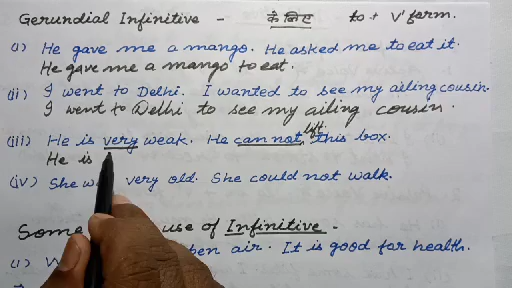 Gerundial Infinitive - के लिए to + V' form.
(i) He gave me a mango. He asked me to eat it.
He gave me a mango to eat.
(ii) I went to Delhi. I wanted to see my ailing cousin.
I went to Delhi to see my ailing cousin.
(iii) He is very weak. He can not lift this box.
He is
(iv) She very old. She could not walk.
Some use of Infinitive -
(i) air. It is good for health.